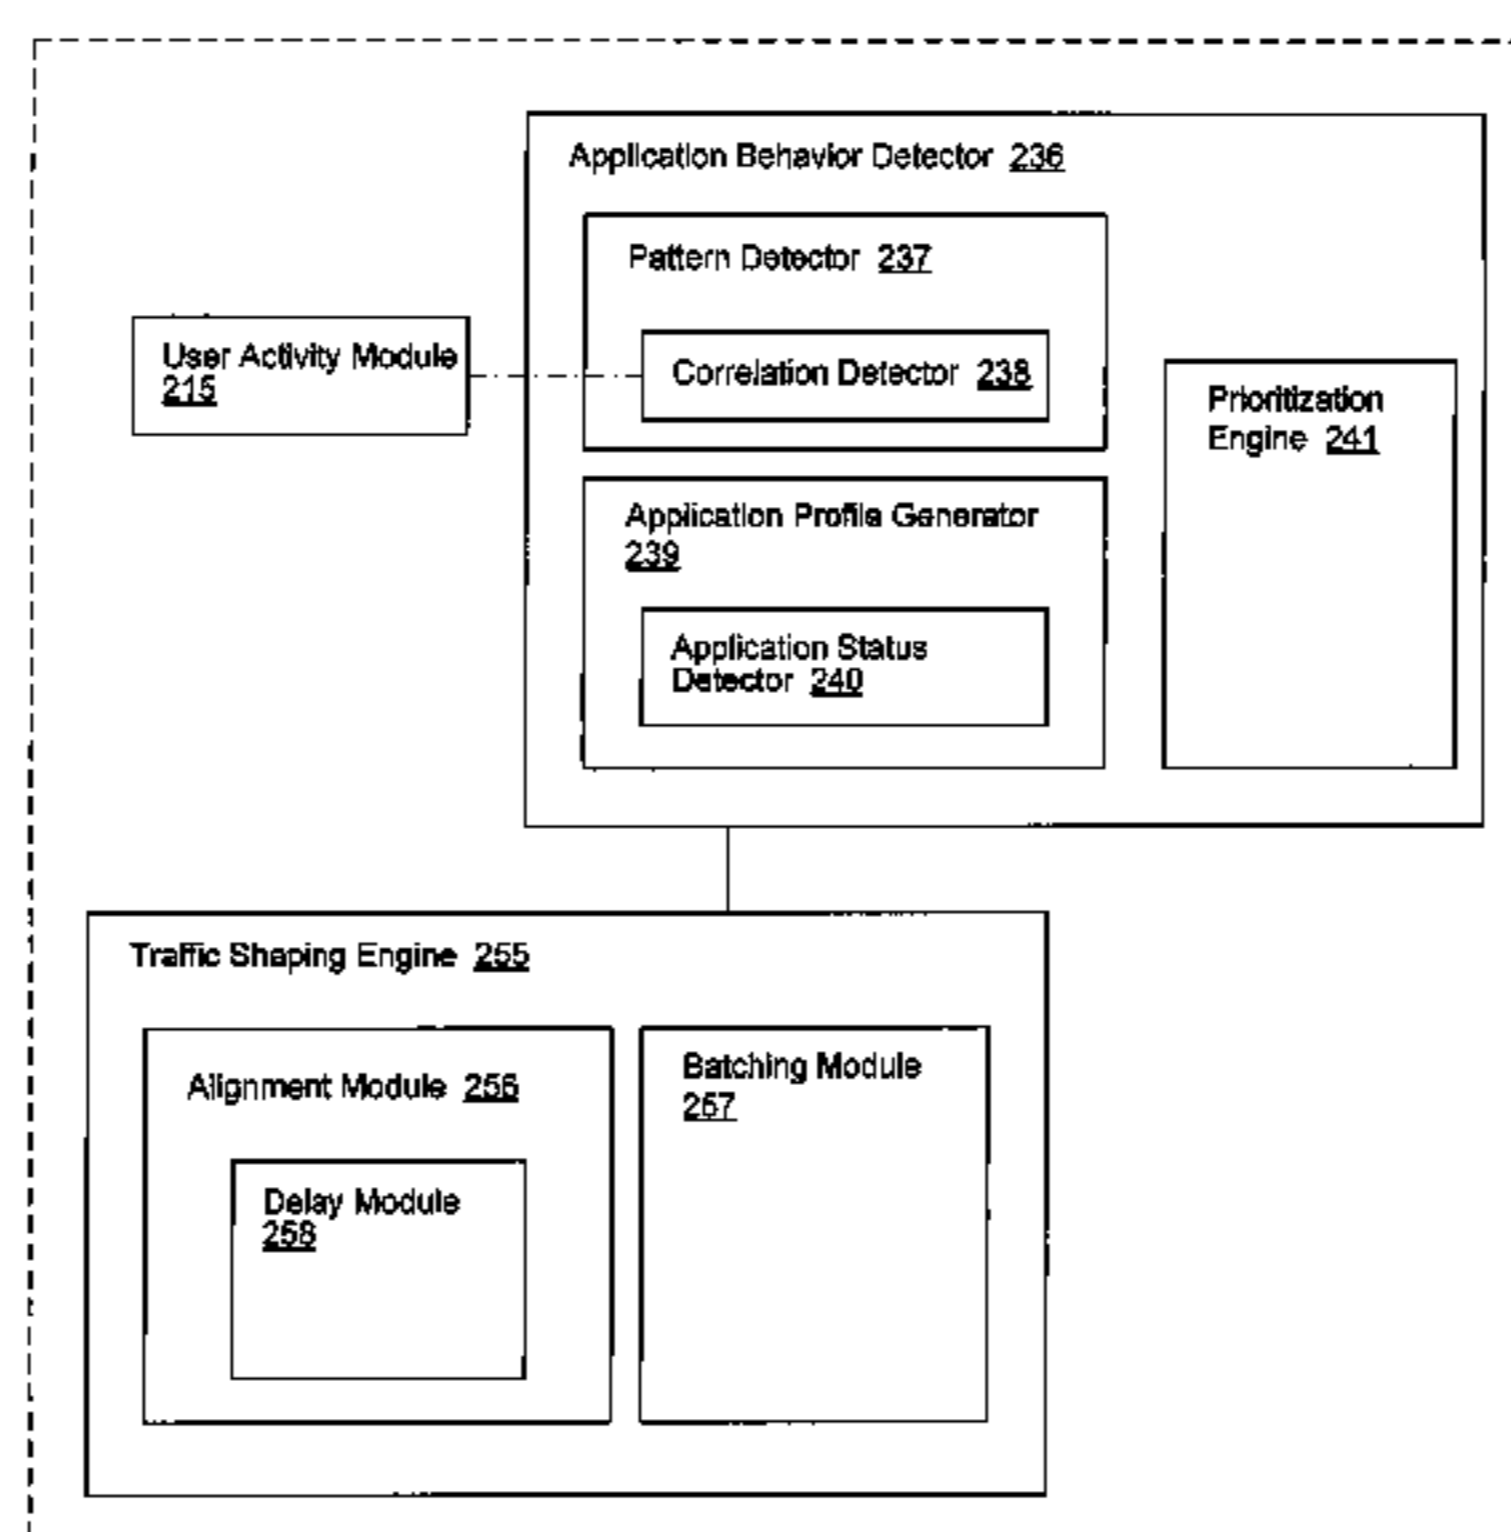 Application Behavior Detector 236
Pattern Detector 237
User Activity Module
215
Correlation Detector 238
Prioritization
Engine 241
Application Profile Generator
239
Application Status
Detector 240
Traffic Shaping Engine 255
Alignment Module 256
Batching Module
257
Delay Module
258